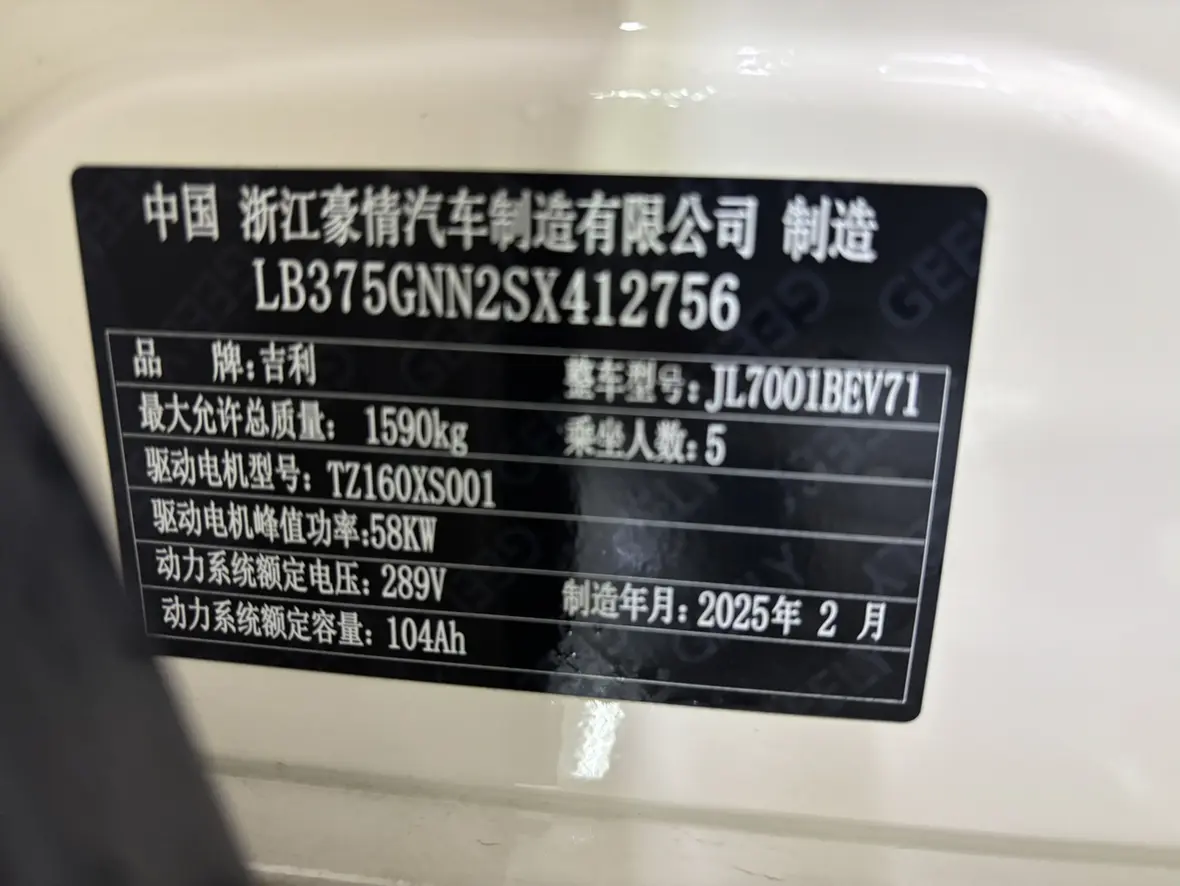 中国 浙江豪情汽车制造有限公司 制造
LB375GNN2SX412756
品 牌:吉利 整车型号:JL7001BEV71
最大允许总质量: 1590kg 乘坐人数:5
驱动电机型号: TZ160XS001
驱动电机峰值功率:58KW
动力系统额定电压: 289V 制造年月: 2025年 2 月
动力系统额定容量: 104Ah